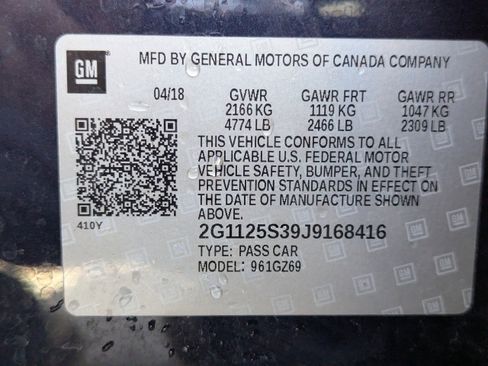 GM
MFD BY GENERAL MOTORS OF CANADA COMPANY
04/18 GVWR GAWR FRT GAWR RR
2166 KG 1119 KG 1047 KG
4774 LB 2466 LB 2309 LB
THIS VEHICLE CONFORMS TO ALL
APPLICABLE U.S. FEDERAL MOTOR
VEHICLE SAFETY, BUMPER, AND THEFT
PREVENTION STANDARDS IN EFFECT ON
THE DATE OF MANUFACTURE SHOWN
ABOVE.
410Y
2G1125S39J9168416
TYPE: PASS CAR
MODEL: 961GZ69